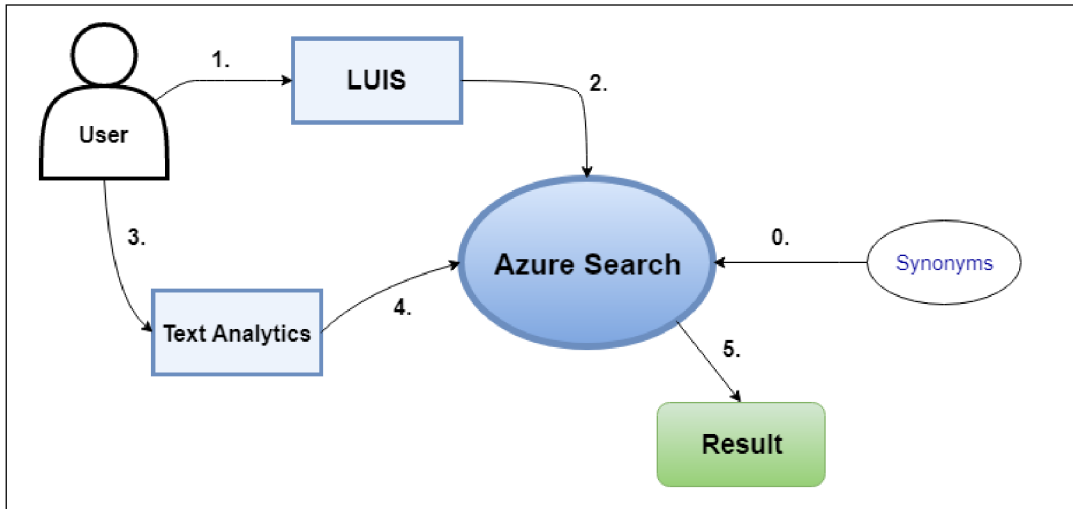 1.
LUIS
2.
User
3.
0.
Azure Search
Synonyms
4.
Text Analytics
5.
Result